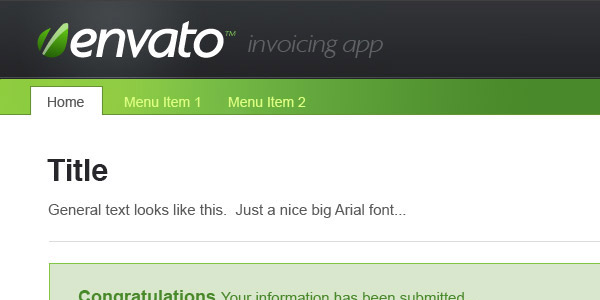 envato™ invoicing app
Home Menu Item 1 Menu Item 2
Title
General text looks like this.  Just a nice big Arial font...
Congratulations Your information has been submitted